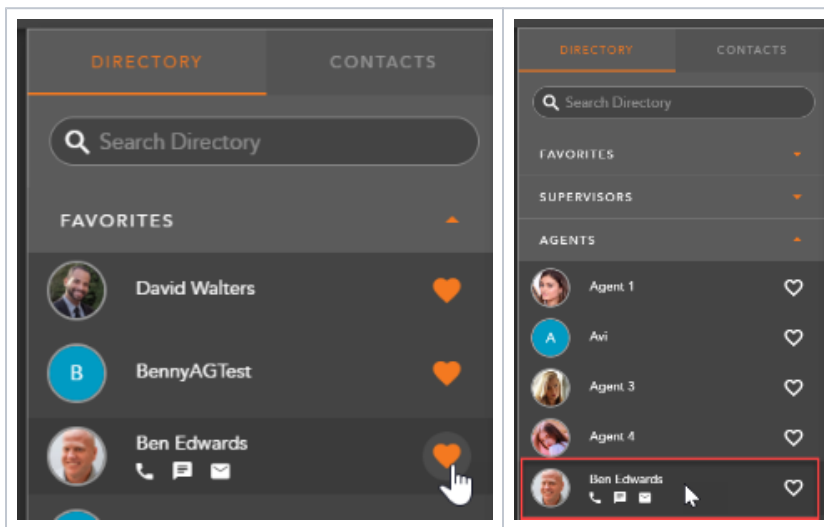 DIRECTORY CONTACTS
Search Directory
FAVORITES
David Walters
B BennyAGTest
Ben Edwards
DIRECTORY CONTACTS
Search Directory
FAVORITES
SUPERVISORS
AGENTS
Agent 1
A Avi
Agent 3
Agent 4
Ben Edwards